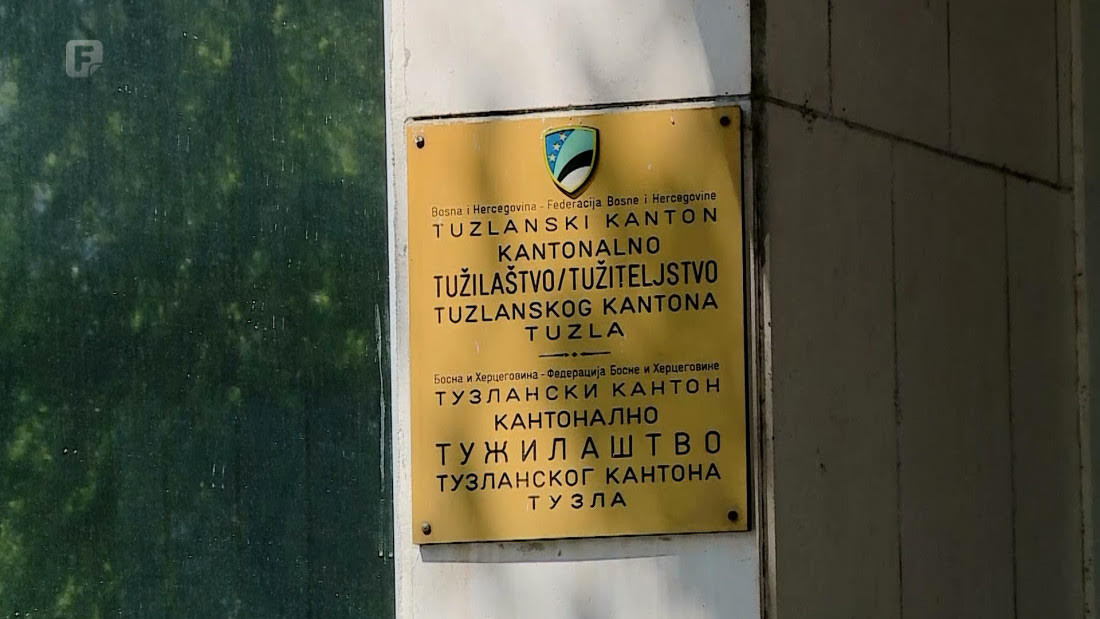 F
Bosna i Hercegovina - Federacija Bosne i Hercegovine
TUZLANSKI KANTON
KANTONALNO
TUŽILAŠTVO/TUŽITELJSTVO
TUZLANSKOG KANTONA
TUZLA
Босна и Херцеговина - Федерација Босне и Херцеговине
ТУЗЛАНСКИ КАНТОН
КАНТОНАЛНО
ТУЖИЛАШТВО
ТУЗЛАНСКОГ КАНТОНА
ТУЗЛА